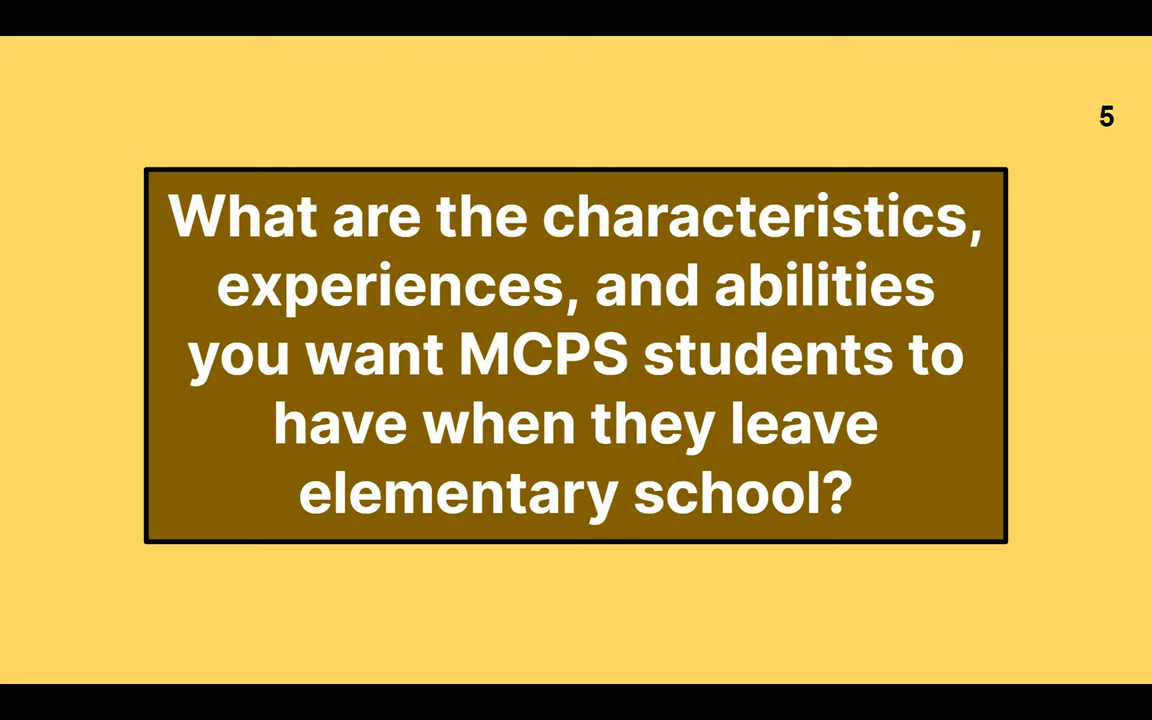 5
What are the characteristics,
experiences, and abilities
you want MCPS students to
have when they leave
elementary school?